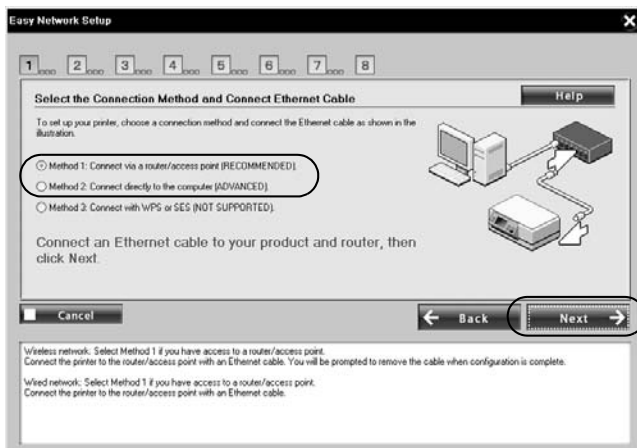 Easy Network Setup
1 2 3 4 5 6 7 8
Select the Connection Method and Connect Ethernet Cable
Help
To set up your printer, choose a connection method and connect the Ethernet cable as shown in the
illustration.
Method 1: Connect via a router/access point (RECOMMENDED).
Method 2: Connect directly to the computer (ADVANCED).
Method 3: Connect with WPS or SES (NOT SUPPORTED).
Connect an Ethernet cable to your product and router, then
click Next.
Cancel
Back
Next
Wireless network: Select Method 1 if you have access to a router/access point.
Connect the printer to the router/access point with an Ethernet cable. You will be prompted to remove the cable when configuration is complete.
Wired network: Select Method 1 if you have access to a router/access point.
Connect the printer to the router/access point with an Ethernet cable.